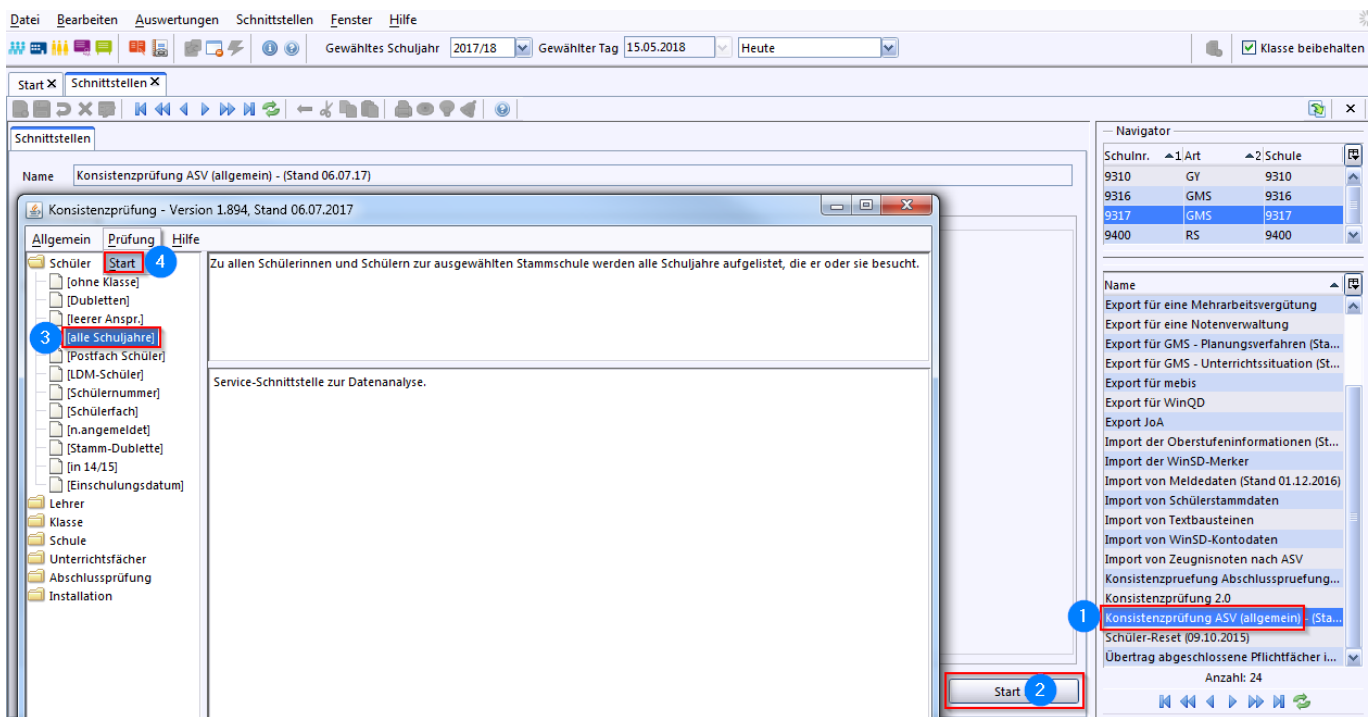 Datei Bearbeiten Auswertungen Schnittstellen Fenster Hilfe
Gewähltes Schuljahr 2017/18 Gewählter Tag 15.05.2018 Heute Klasse beibehalten
Start X Schnittstellen X
Schnittstellen
Name Konsistenzprüfung ASV (allgemein) - (Stand 06.07.17)
Konsistenzprüfung - Version 1.894, Stand 06.07.2017
Allgemein Prüfung Hilfe
Schüler Start 4
[ohne Klasse]
[Dubletten]
[leerer Anspr.]
3 [alle Schuljahre]
[Postfach Schüler]
[LDM-Schüler]
[Schülernummer]
[Schülerfach]
[n.angemeldet]
[Stamm-Dublette]
[in 14/15]
[Einschulungsdatum]
Lehrer
Klasse
Schule
Unterrichtsfächer
Abschlussprüfung
Installation
Zu allen Schülerinnen und Schülern zur ausgewählten Stammschule werden alle Schuljahre aufgelistet, die er oder sie besucht.
Service-Schnittstelle zur Datenanalyse.
Start 2
Navigator
Schulnr. 1 Art 2 Schule
9310 GY 9310
9316 GMS 9316
9317 GMS 9317
9400 RS 9400
Name
Export für eine Mehrarbeitsvergütung
Export für eine Notenverwaltung
Export für GMS - Planungsverfahren (Sta...
Export für GMS - Unterrichtssituation (St...
Export für mebis
Export für WinQD
Export JoA
Import der Oberstufeninformationen (St...
Import der WinSD-Merker
Import von Meldedaten (Stand 01.12.2016)
Import von Schülerstammdaten
Import von Textbausteinen
Import von WinSD-Kontodaten
Import von Zeugnisnoten nach ASV
Konsistenzpruefung Abschlusspruefung...
Konsistenzprüfung 2.0
1 Konsistenzprüfung ASV (allgemein) - (Sta...
Schüler-Reset (09.10.2015)
Übertrag abgeschlossene Pflichtfächer i...
Anzahl: 24